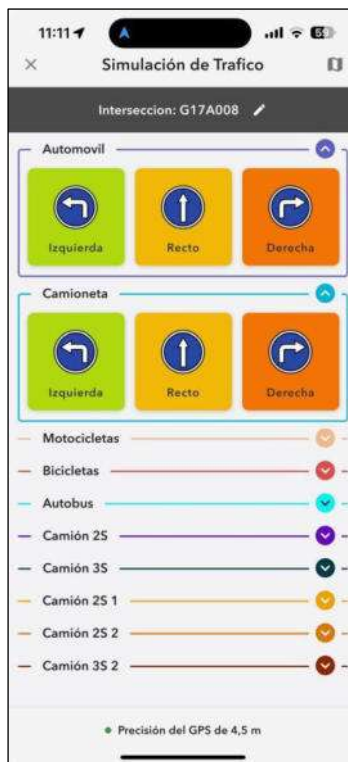 11:11
59
Simulación de Trafico
Interseccion: G17A008
Automovil
Izquierda
Recto
Derecha
Camioneta
Izquierda
Recto
Derecha
Motocicletas
Bicicletas
Autobus
Camión 2S
Camión 3S
Camión 2S 1
Camión 2S 2
Camión 3S 2
Precisión del GPS de 4,5 m